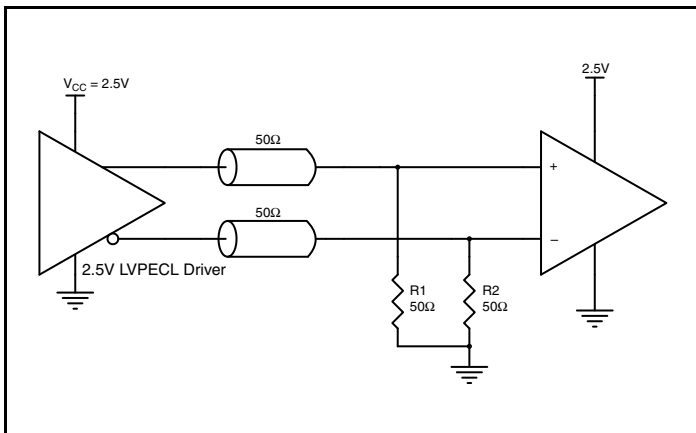 2.5V
V_CC = 2.5V
50Ω
+
50Ω
−
2.5V LVPECL Driver
R1
50Ω
R2
50Ω